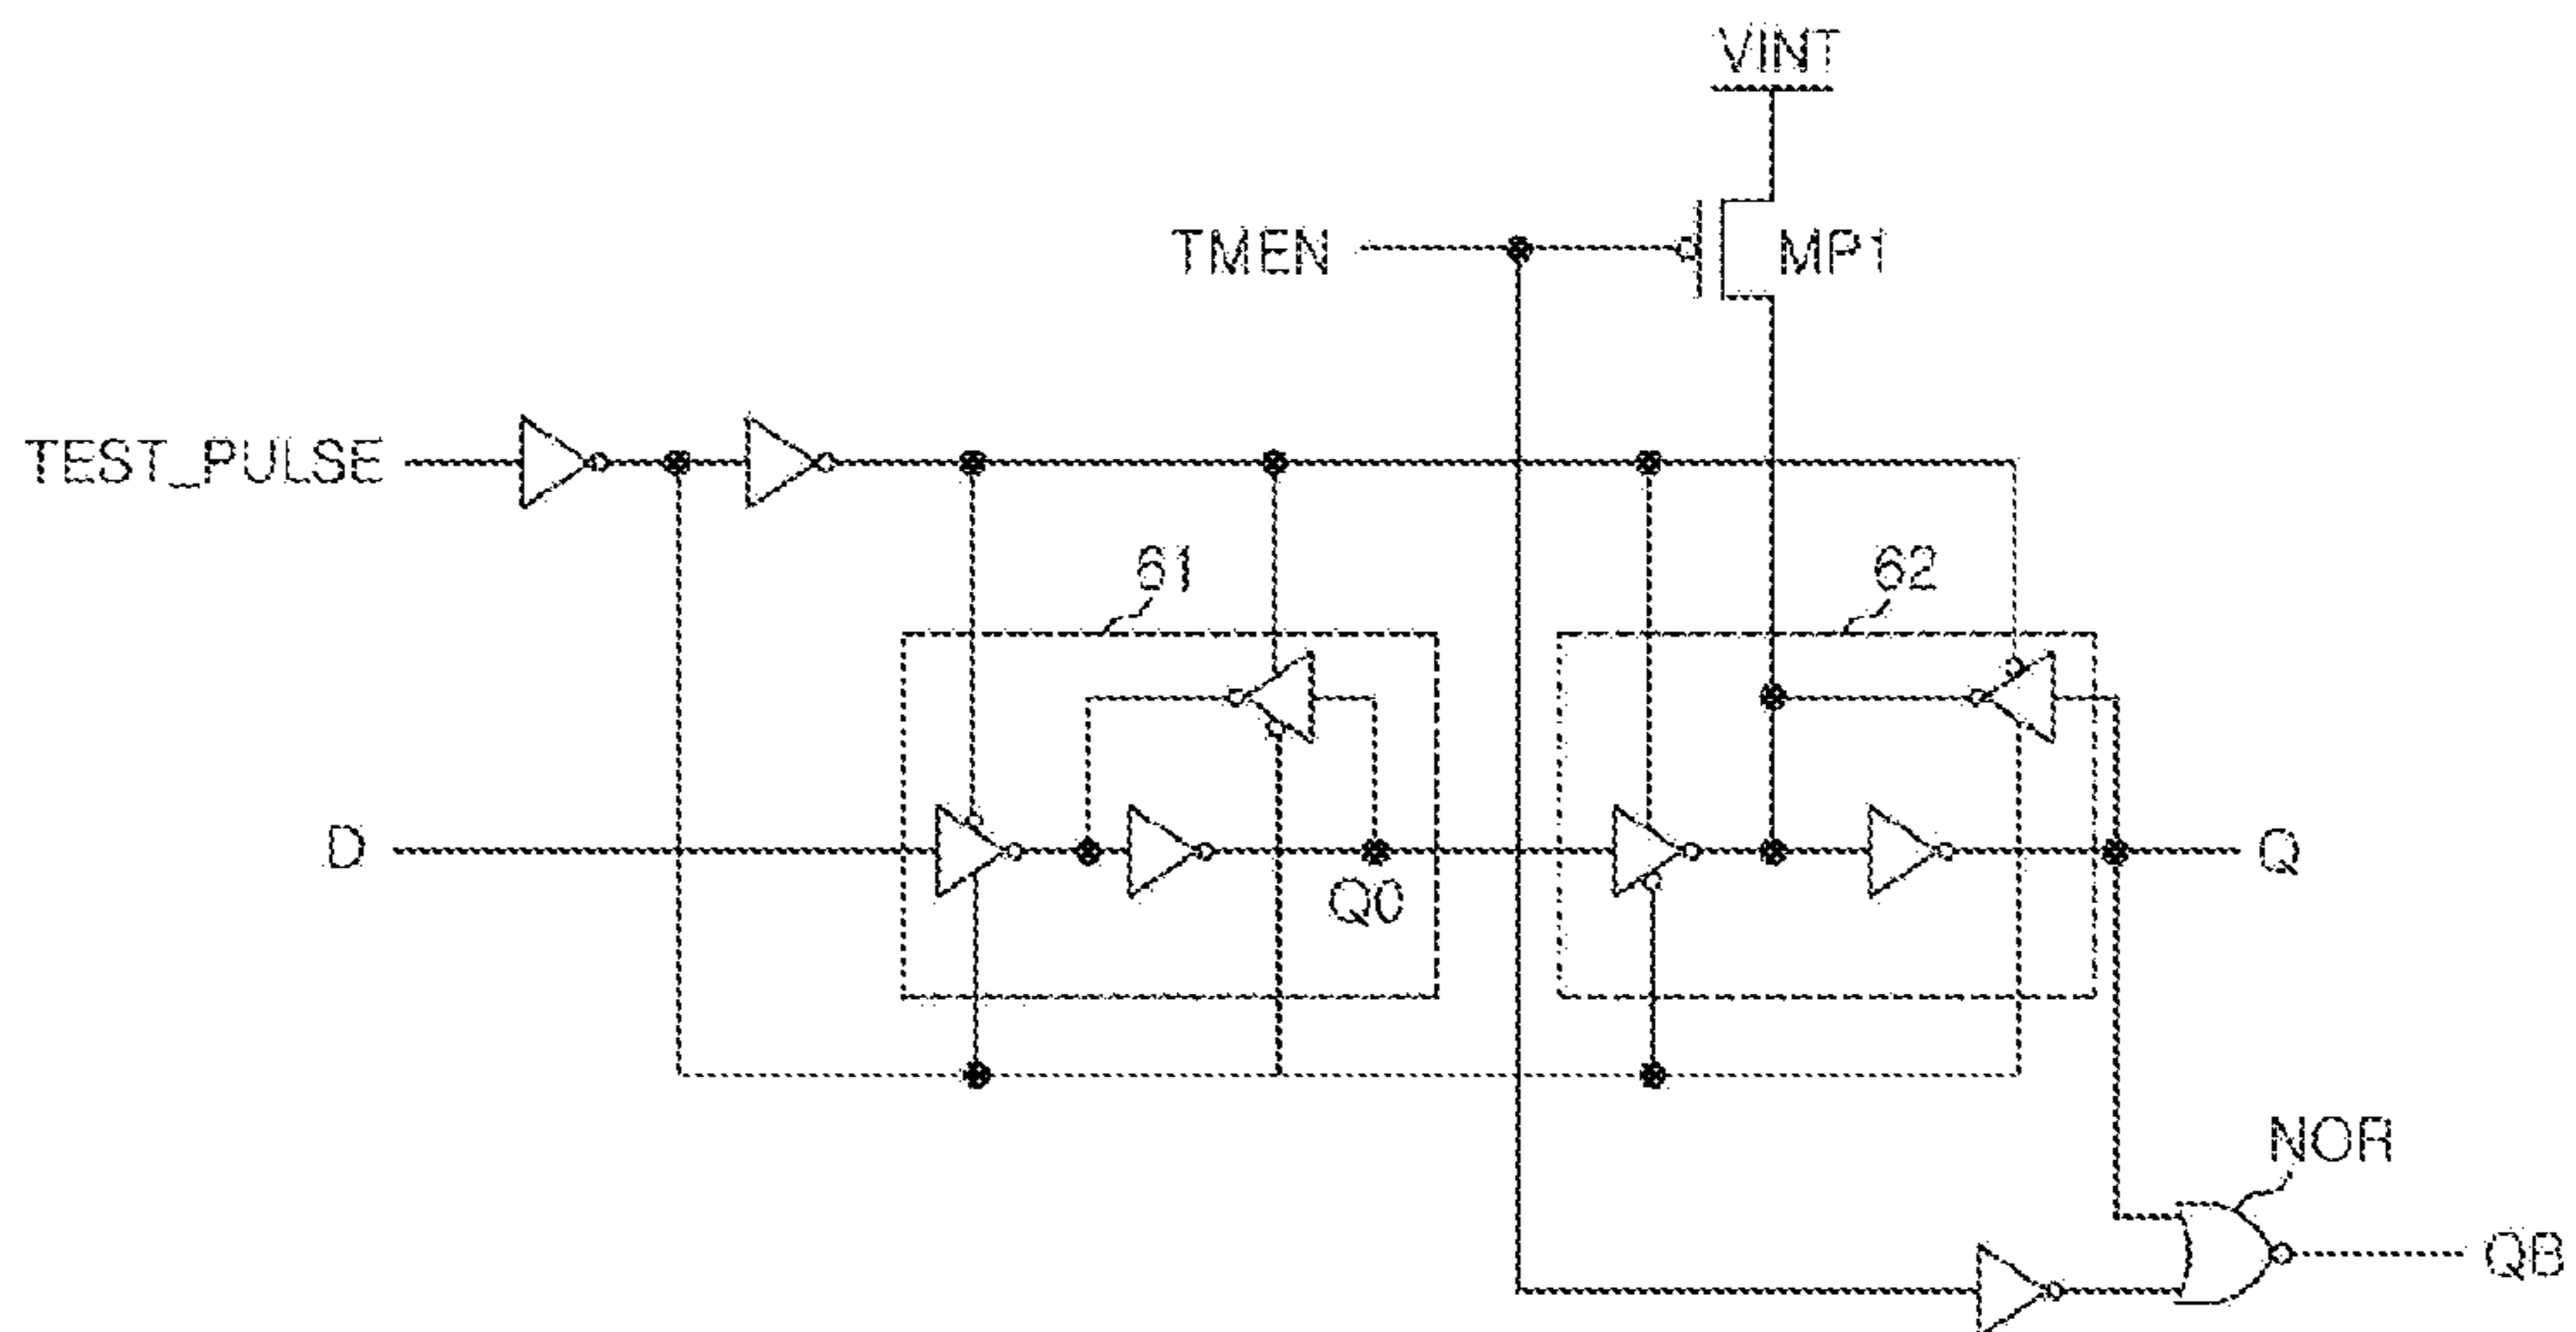 VINT
TMEN
MP1
TEST_PULSE
61
62
D
Q0
Q
NOR
QB